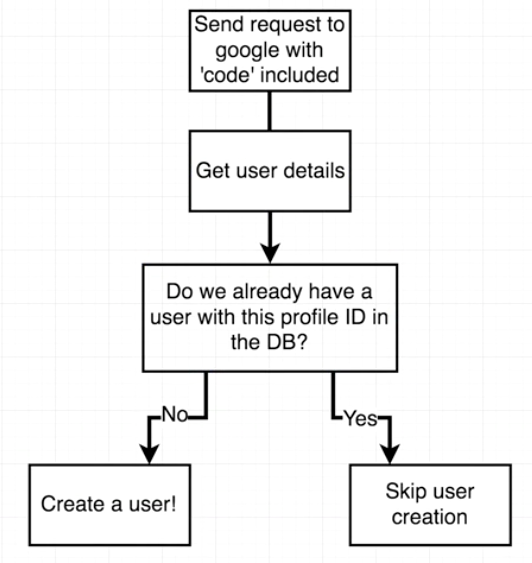 Send request to
google with
'code' included
Get user details
Do we already have a
user with this profile ID in
the DB?
No
Yes
Create a user!
Skip user
creation